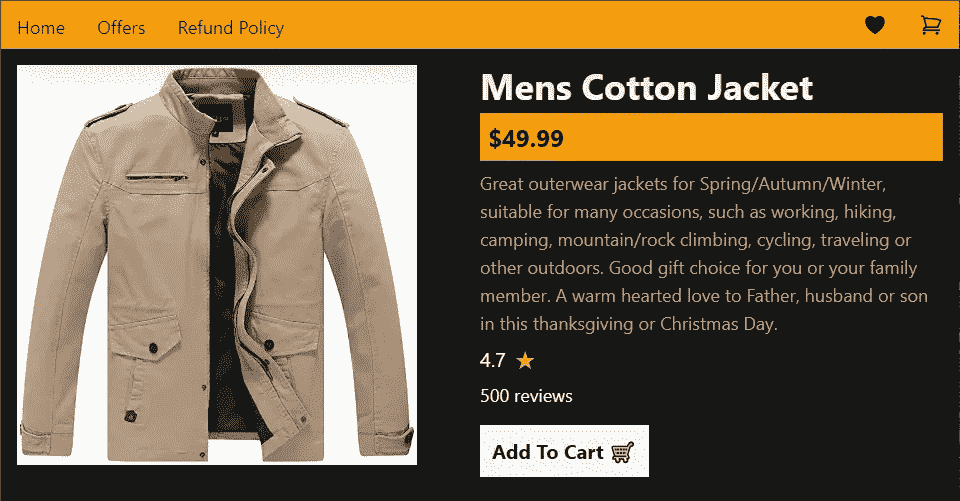 Home Offers Refund Policy
Mens Cotton Jacket
$49.99
Great outerwear jackets for Spring/Autumn/Winter,
suitable for many occasions, such as working, hiking,
camping, mountain/rock climbing, cycling, traveling or
other outdoors. Good gift choice for you or your family
member. A warm hearted love to Father, husband or son
in this thanksgiving or Christmas Day.
4.7
500 reviews
Add To Cart